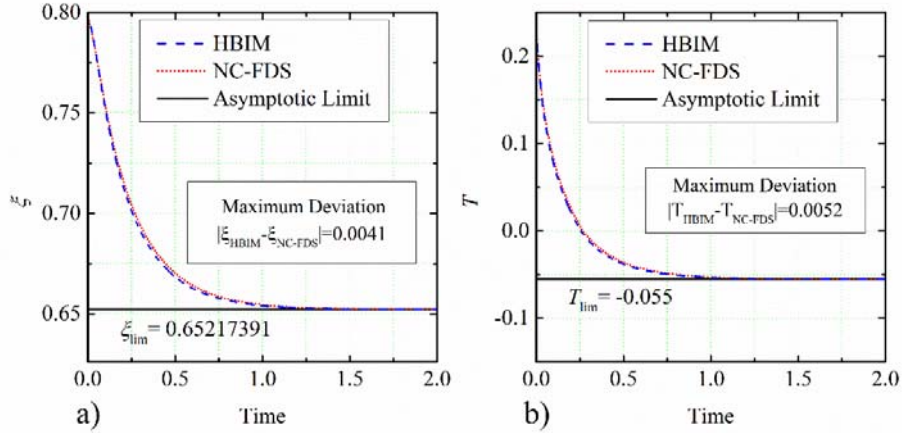 0.80
0.75
0.70
0.65
ξ
HBIM
NC-FDS
Asymptotic Limit
Maximum Deviation
|ξHBIM-ξNC-FDS|=0.0041
ξlim = 0.65217391
0.0 0.5 1.0 1.5 2.0
a) Time
0.2
0.1
0.0
-0.1
T
HBIM
NC-FDS
Asymptotic Limit
Maximum Deviation
|THBIM-TNC-FDS|=0.0052
Tlim = -0.055
0.0 0.5 1.0 1.5 2.0
b) Time